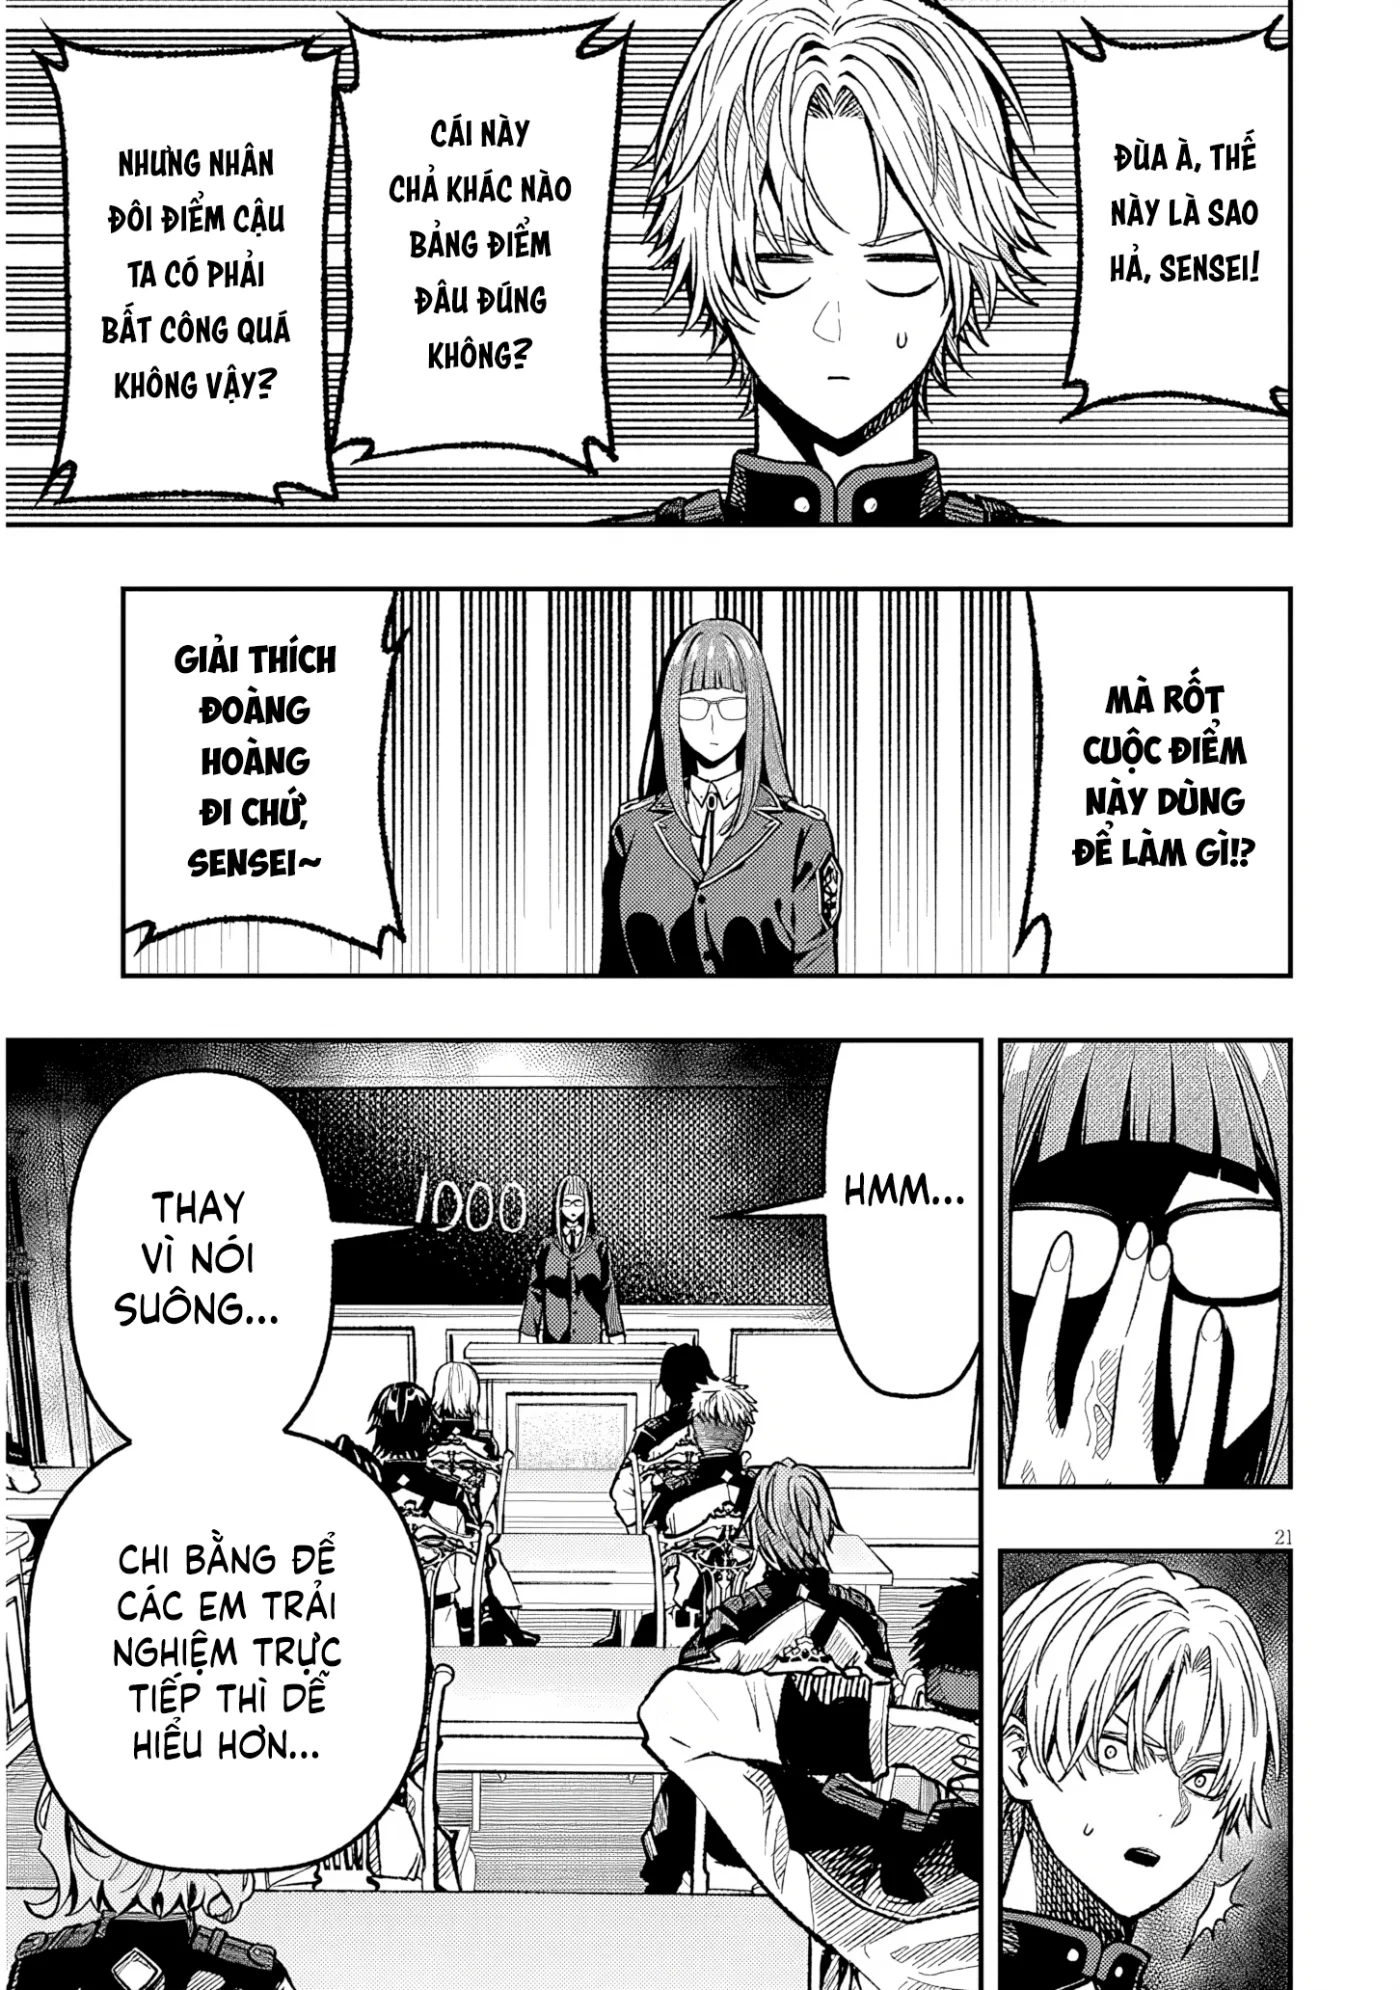 ĐÙA À, THẾ
NÀY LÀ SAO
HẢ, SENSEI!
CÁI NÀY
CHẢ KHÁC NÀO
BẢNG ĐIỂM
ĐÂU ĐÚNG
KHÔNG?
NHƯNG NHÂN
ĐÔI ĐIỂM CẬU
TA CÓ PHẢI
BẤT CÔNG QUÁ
KHÔNG VẬY?
MÀ RỐT
CUỘC ĐIỂM
NÀY DÙNG
ĐỂ LÀM GÌ!?
GIẢI THÍCH
ĐOÀNG
HOÀNG
ĐI CHỨ,
SENSEI~
HMM...
1000
THAY
VÌ NÓI
SUÔNG...
CHI BẰNG ĐỂ
CÁC EM TRẢI
NGHIỆM TRỰC
TIẾP THÌ DỄ
HIỂU HƠN...
21